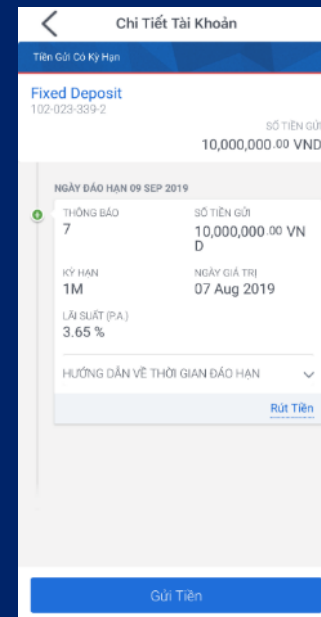 Chi Tiết Tài Khoản
Tiền Gửi Có Kỳ Hạn
Fixed Deposit
102-023-339-2
SỐ TIỀN GỬI
10,000,000.00 VND
NGÀY ĐÁO HẠN 09 SEP 2019
THÔNG BÁO
7
SỐ TIỀN GỬI
10,000,000.00 VN
D
KỲ HẠN
1M
NGÀY GIÁ TRỊ
07 Aug 2019
LÃI SUẤT (P.A.)
3.65 %
HƯỚNG DẪN VỀ THỜI GIAN ĐÁO HẠN
Rút Tiền
Gửi Tiền